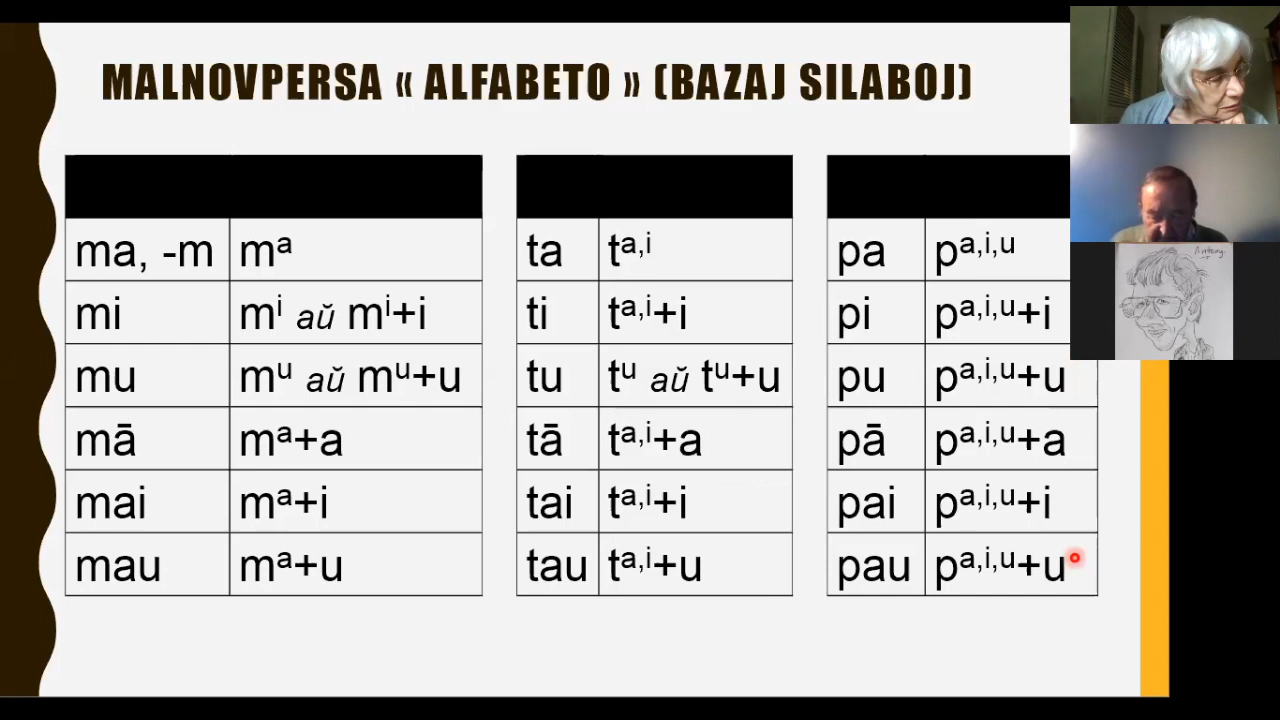 MALNOVPERSA « ALFABETO » (BAZAJ SILABOJ)
ma, -m mᵃ
mi mⁱ aŭ mⁱ+i
mu mᵘ aŭ mᵘ+u
mā mᵃ+a
mai mᵃ+i
mau mᵃ+u
ta tᵃ,ⁱ
ti tᵃ,ⁱ+i
tu tᵘ aŭ tᵘ+u
tā tᵃ,ⁱ+a
tai tᵃ,ⁱ+i
tau tᵃ,ⁱ+u
pa pᵃ,ⁱ,ᵘ
pi pᵃ,ⁱ,ᵘ+i
pu pᵃ,ⁱ,ᵘ+u
pā pᵃ,ⁱ,ᵘ+a
pai pᵃ,ⁱ,ᵘ+i
pau pᵃ,ⁱ,ᵘ+u
Antony.